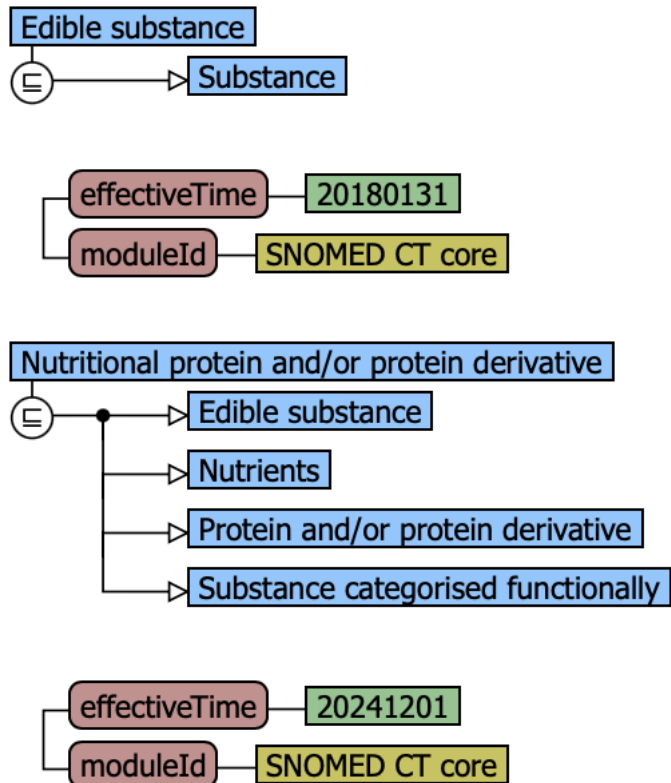 Edible substance
⊑
Substance
effectiveTime 20180131
moduleId SNOMED CT core
Nutritional protein and/or protein derivative
⊑
Edible substance
Nutrients
Protein and/or protein derivative
Substance categorised functionally
effectiveTime 20241201
moduleId SNOMED CT core